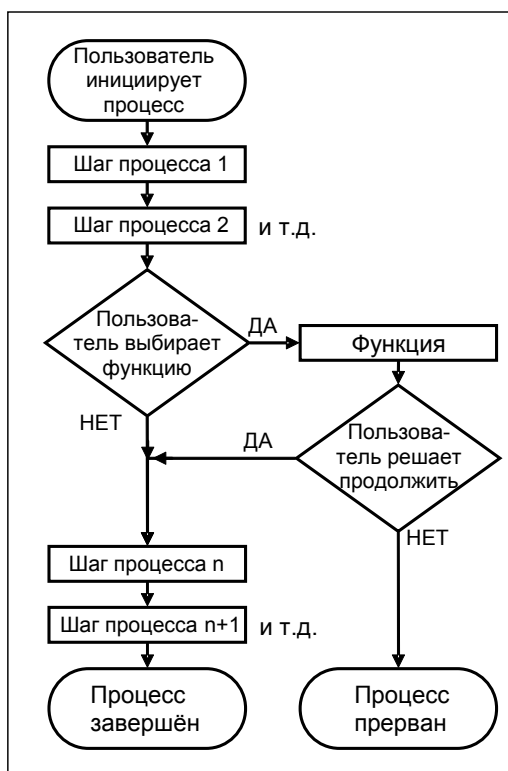 Пользователь
инициирует
процесс
Шаг процесса 1
Шаг процесса 2
и т.д.
Пользова-
тель выбирает
функцию
ДА
Функция
НЕТ
ДА
Пользова-
тель решает
продолжить
НЕТ
Шаг процесса n
Шаг процесса n+1
и т.д.
Процесс
завершён
Процесс
прерван